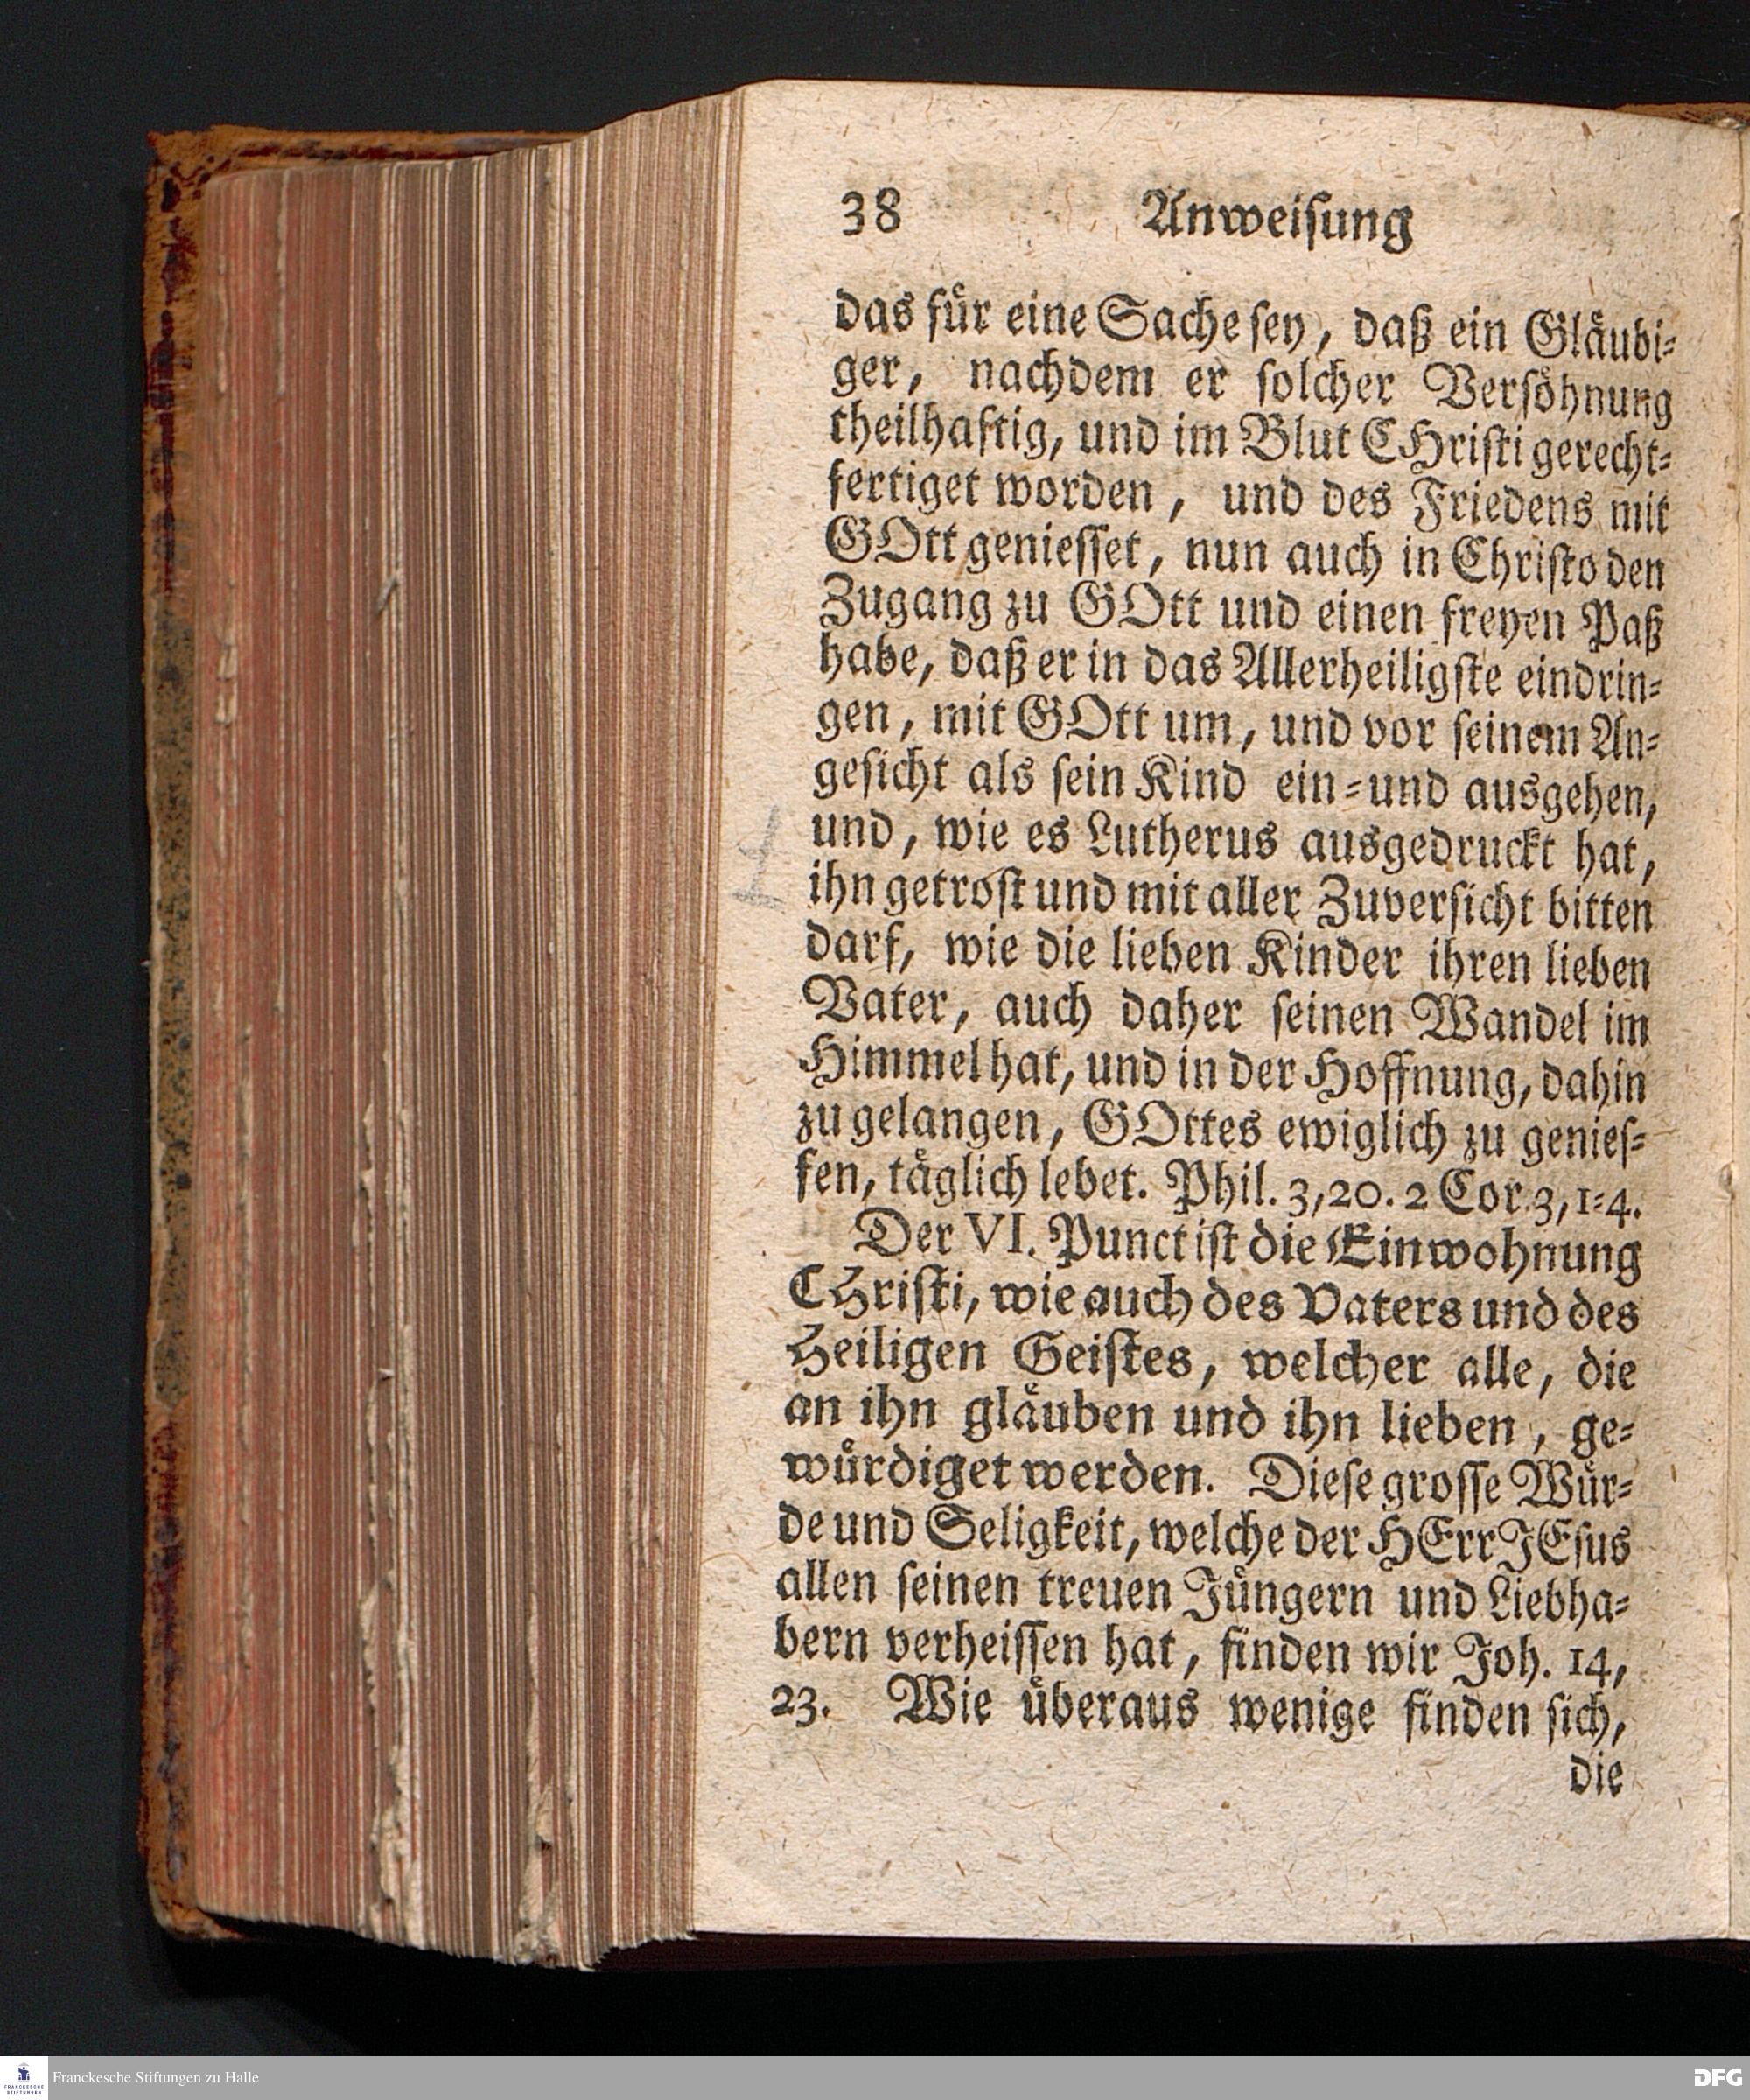 38 Anweisung
das für eine Sache sey, daß ein Gläubi-
ger, nachdem er solcher Versöhnung
theilhaftig, und im Blut CHristi gerecht-
fertiget worden, und des Friedens mit
GOtt geniesset, nun auch in Christo den
Zugang zu GOtt und einen freyen Paß
habe, daß er in das Allerheiligste eindrin-
gen, mit GOtt um, und vor seinem An-
gesicht als sein Kind ein- und ausgehen,
und, wie es Lutherus ausgedruckt hat,
ihn getrost und mit aller Zuversicht bitten
darf, wie die lieben Kinder ihren lieben
Vater, auch daher seinen Wandel im
Himmel hat, und in der Hoffnung, dahin
zu gelangen, GOttes ewiglich zu genies-
sen, täglich lebet. Phil. 3, 20. 2 Cor. 3, 1-4.
Der VI. Punct ist die Einwohnung
CHristi, wie auch des Vaters und des
Heiligen Geistes, welcher alle, die
an ihn gläuben und ihn lieben, ge-
würdiget werden. Diese grosse Wür-
de und Seligkeit, welche der HErr JEsus
allen seinen treuen Jüngern und Liebha-
bern verheissen hat, finden wir Joh. 14,
23. Wie überaus wenige finden sich,
die
FRANCKESCHE STIFTUNGEN
Franckesche Stiftungen zu Halle
DFG